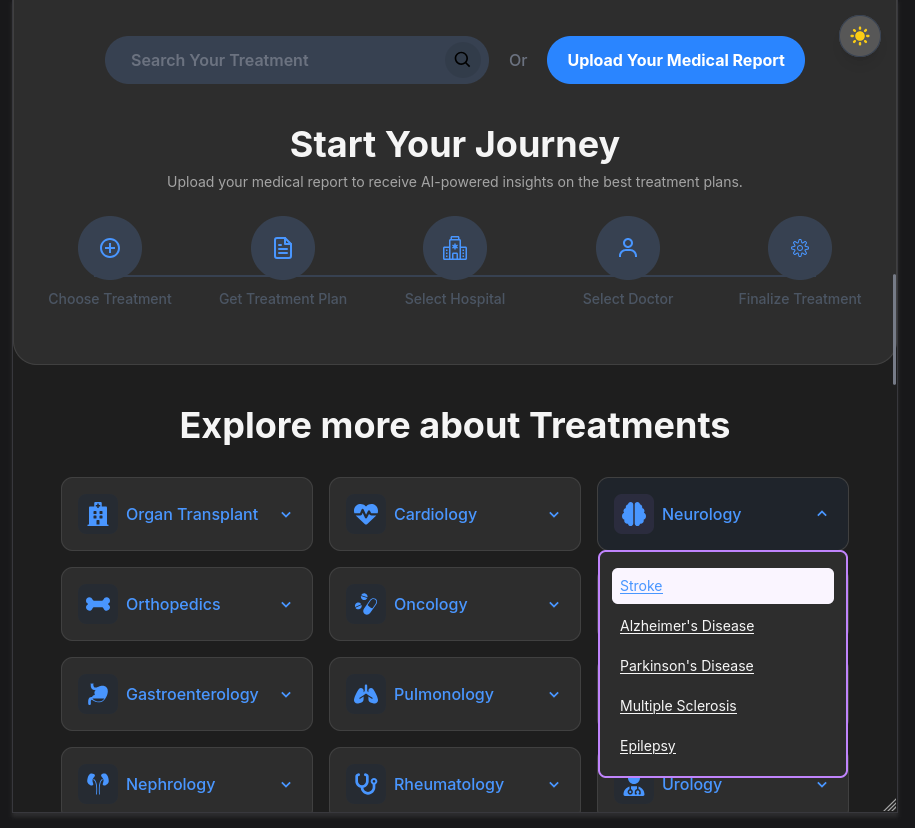 Search Your Treatment
Or
Upload Your Medical Report
Start Your Journey
Upload your medical report to receive AI-powered insights on the best treatment plans.
Choose Treatment
Get Treatment Plan
Select Hospital
Select Doctor
Finalize Treatment
Explore more about Treatments
Organ Transplant
Cardiology
Neurology
Stroke
Alzheimer's Disease
Parkinson's Disease
Multiple Sclerosis
Epilepsy
Orthopedics
Oncology
Gastroenterology
Pulmonology
Nephrology
Rheumatology
Urology